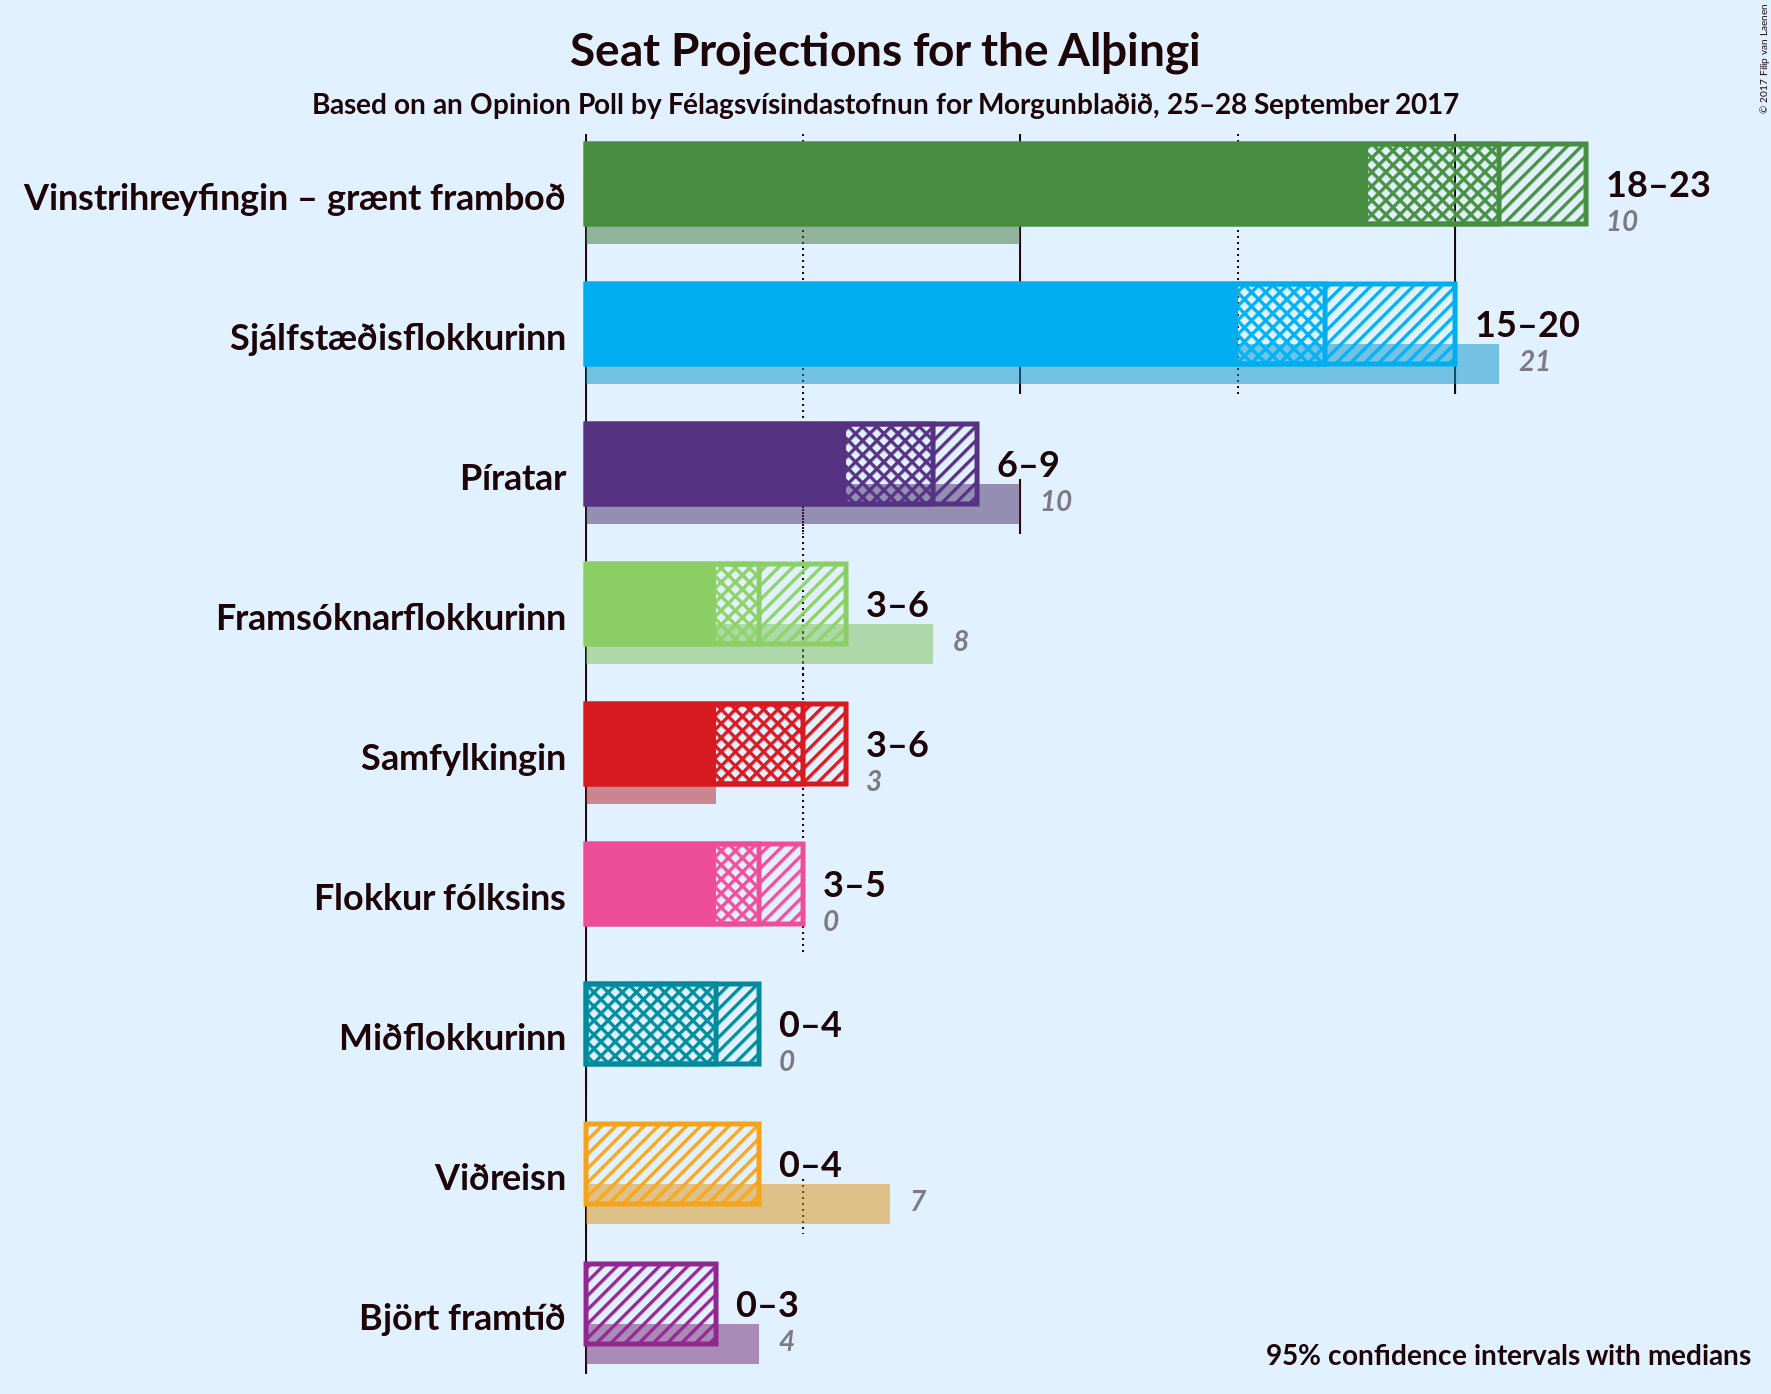 Seat Projections for the Alþingi
Based on an Opinion Poll by Félagsvísindastofnun for Morgunblaðið, 25–28 September 2017
© 2017 Filip van Laenen
Vinstrihreyfingin – grænt framboð
18–23
10
Sjálfstæðisflokkurinn
15–20
21
Píratar
6–9
10
Framsóknarflokkurinn
3–6
8
Samfylkingin
3–6
3
Flokkur fólksins
3–5
0
Miðflokkurinn
0–4
0
Viðreisn
0–4
7
Björt framtíð
0–3
4
95% confidence intervals with medians